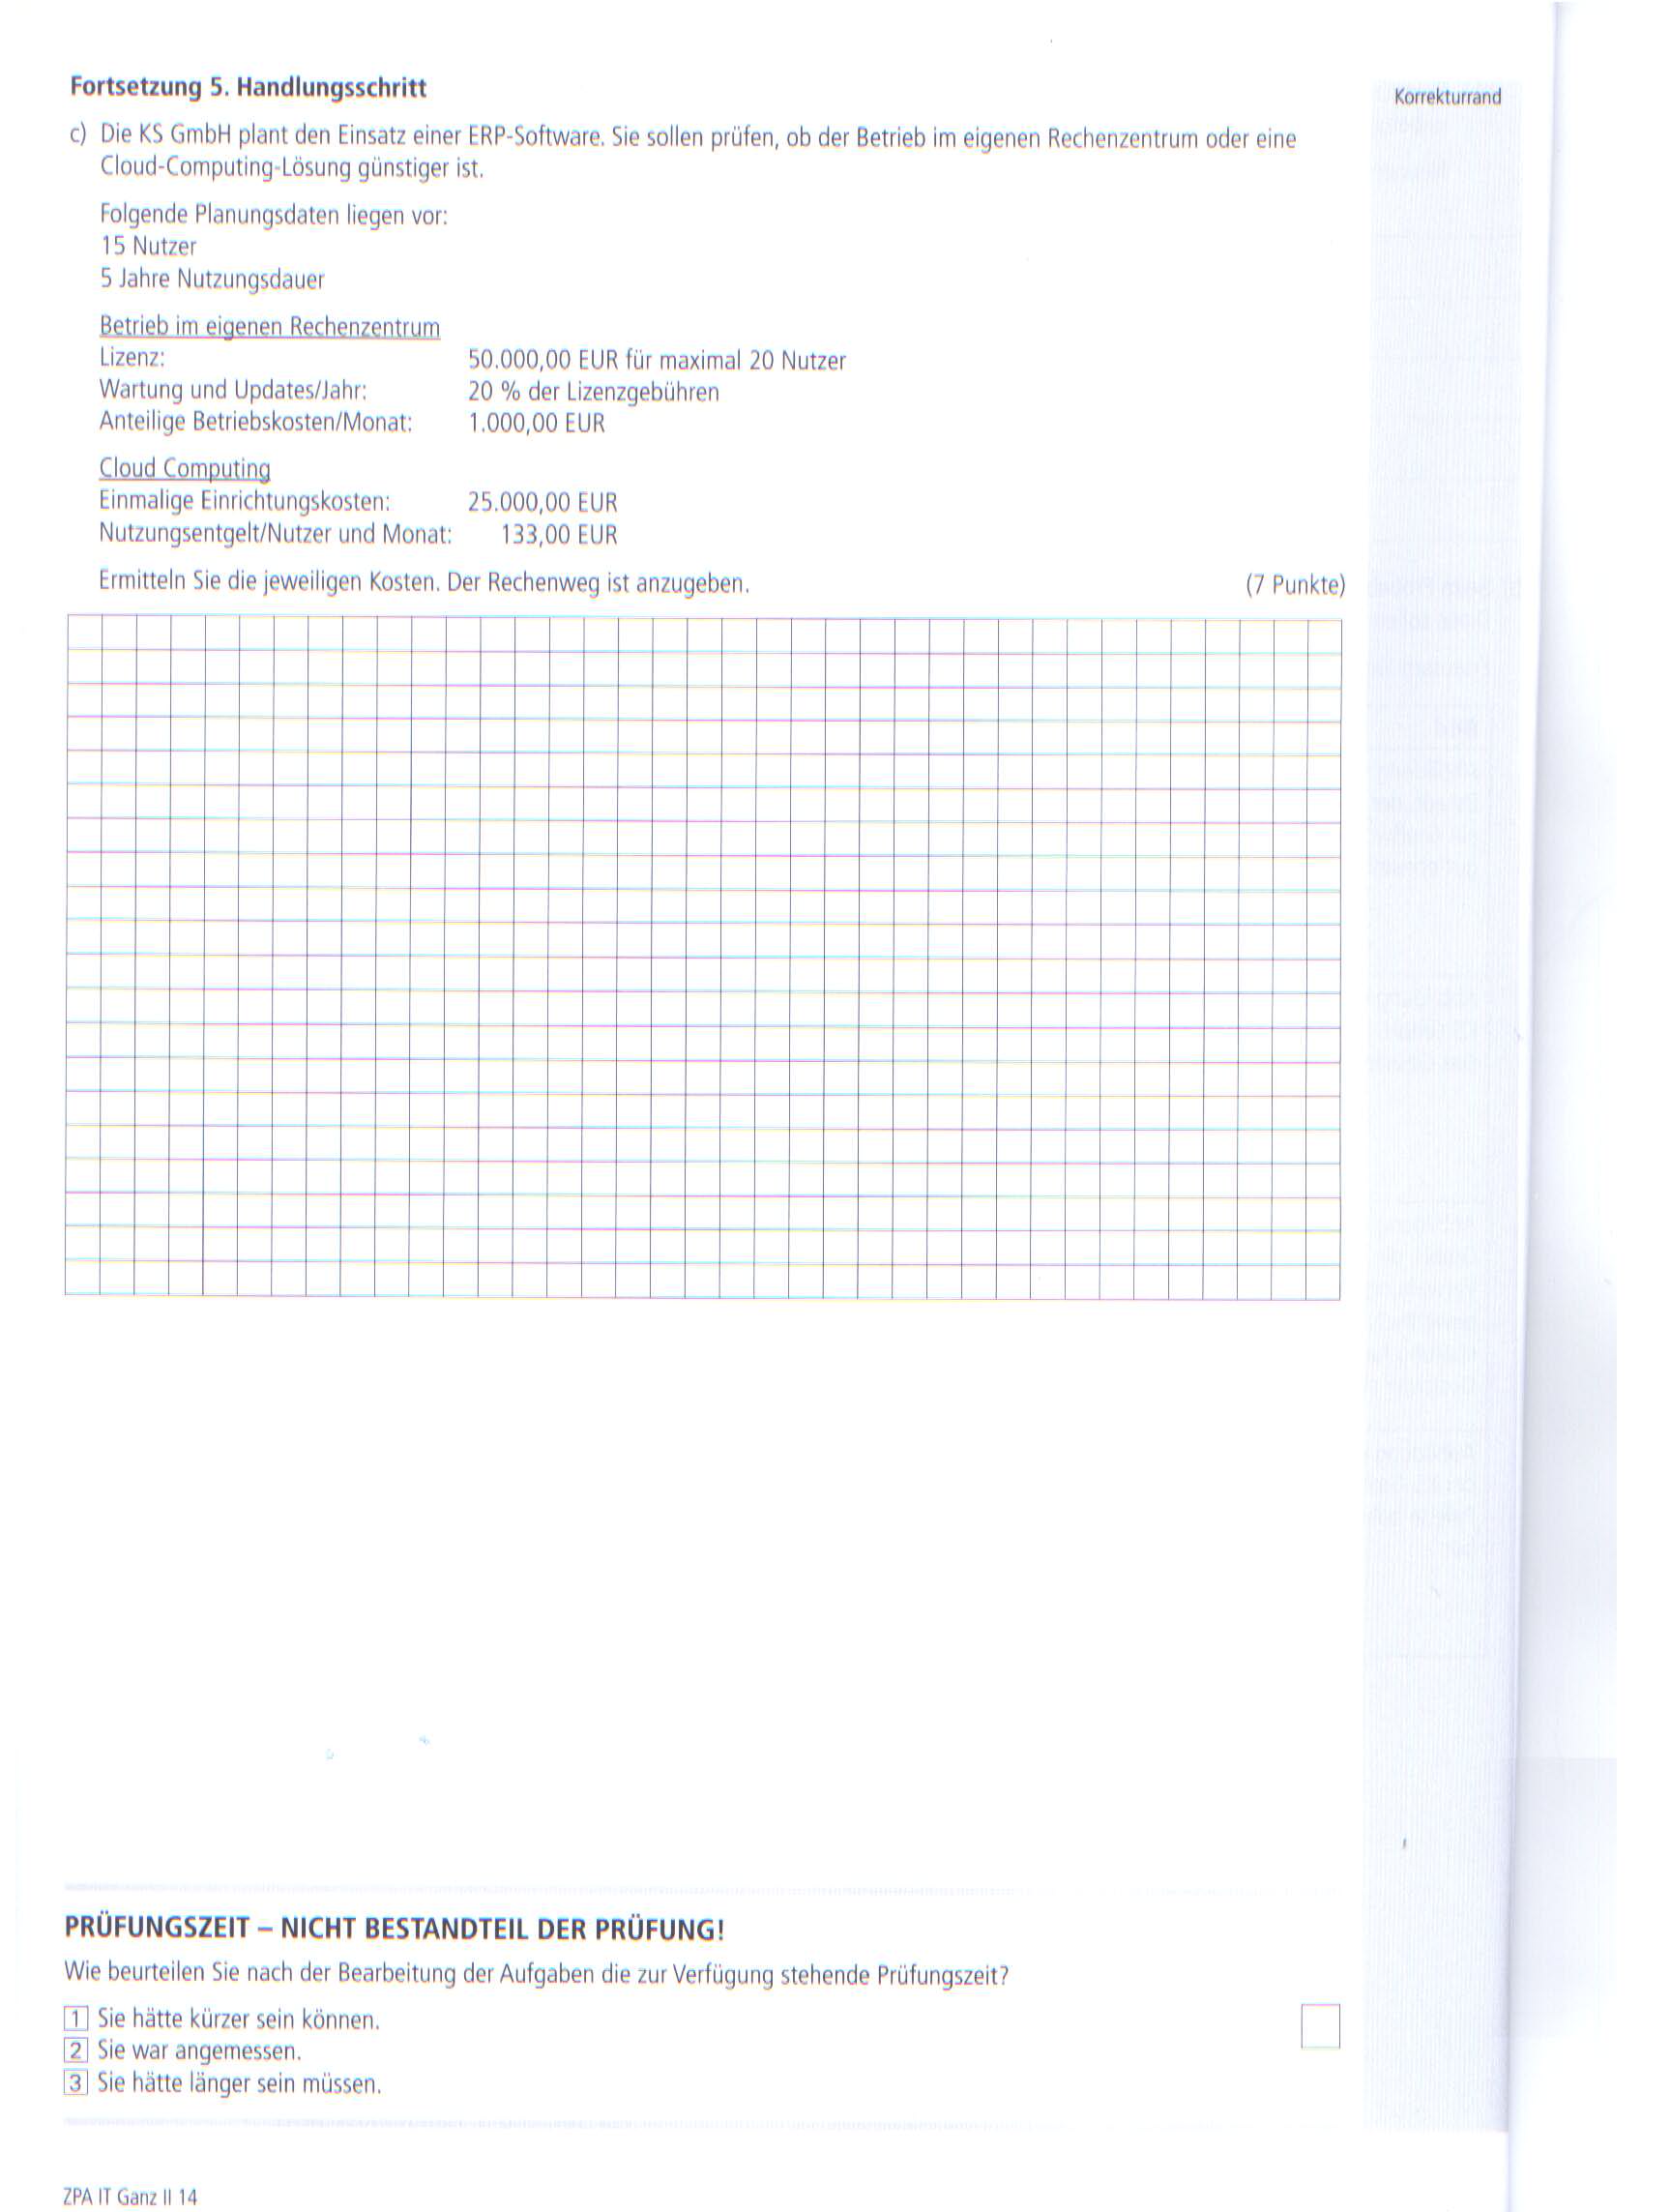 Fortsetzung 5. Handlungsschritt
Korrekturrand
c) Die KS GmbH plant den Einsatz einer ERP-Software. Sie sollen prüfen, ob der Betrieb im eigenen Rechenzentrum oder eine
Cloud-Computing-Lösung günstiger ist.
Folgende Planungsdaten liegen vor:
15 Nutzer
5 Jahre Nutzungsdauer
Betrieb im eigenen Rechenzentrum
Lizenz: 50.000,00 EUR für maximal 20 Nutzer
Wartung und Updates/Jahr: 20 % der Lizenzgebühren
Anteilige Betriebskosten/Monat: 1.000,00 EUR
Cloud Computing
Einmalige Einrichtungskosten: 25.000,00 EUR
Nutzungsentgelt/Nutzer und Monat: 133,00 EUR
Ermitteln Sie die jeweiligen Kosten. Der Rechenweg ist anzugeben. (7 Punkte)
PRÜFUNGSZEIT – NICHT BESTANDTEIL DER PRÜFUNG!
Wie beurteilen Sie nach der Bearbeitung der Aufgaben die zur Verfügung stehende Prüfungszeit?
1 Sie hätte kürzer sein können.
2 Sie war angemessen.
3 Sie hätte länger sein müssen.
ZPA IT Ganz II 14